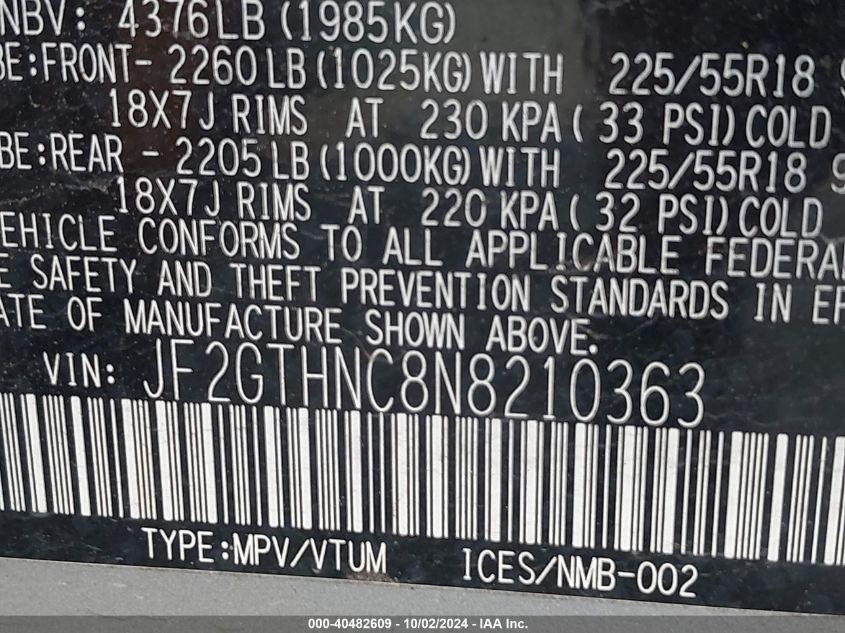 NBV: 4376LB (1985KG)
BE:FRONT- 2260 LB(1025KG) WITH 225/55R18
18X7J RIMS AT 230 KPA( 33 PSI) COLD
BE:REAR - 2205 LB(1000KG) WITH 225/55R18
18X7J RIMS AT 220 KPA( 32 PSI) COLD
EHICLE CONFORMS TO ALL APPLICABLE FEDERAL
E SAFETY AND THEFT PREVENTION STANDARDS IN EF
ATE OF MANUFACTURE SHOWN ABOVE.
VIN: JF2GTHNC8N8210363
TYPE:MPV/VTUM ICES/NMB-002
000-40482609 - 10/02/2024 - IAA Inc.